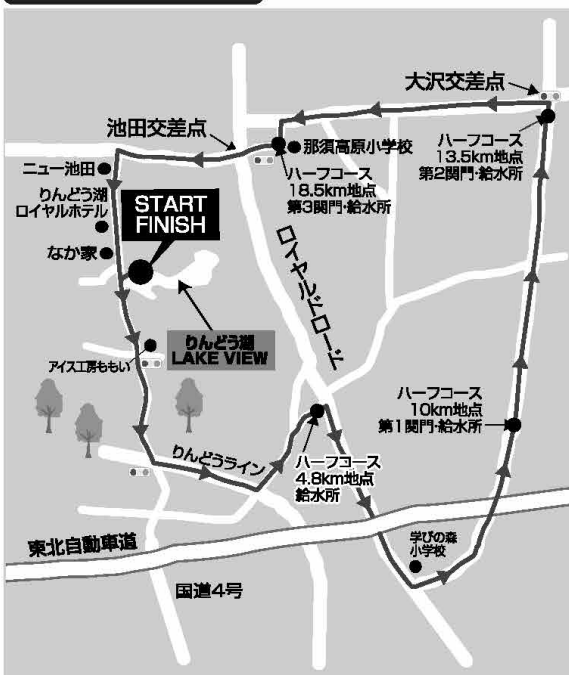 大沢交差点
池田交差点
那須高原小学校
ハーフコース
13.5km地点
第2関門・給水所
ハーフコース
18.5km地点
第3関門・給水所
ニュー池田
りんどう湖
ロイヤルホテル
なか家
START
FINISH
ロイヤルロード
りんどう湖
LAKE VIEW
アイス工房ももい
ハーフコース
10km地点
第1関門・給水所
りんどうライン
ハーフコース
4.8km地点
給水所
東北自動車道
学びの森
小学校
国道4号